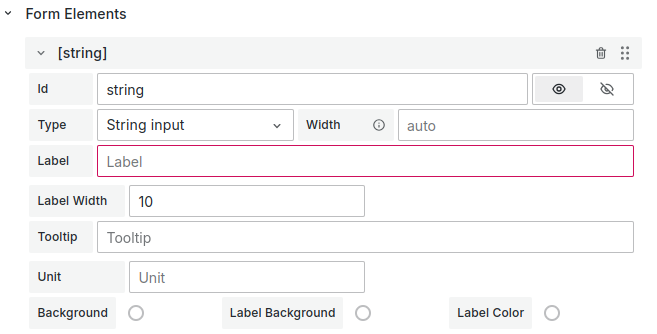 Form Elements
[string]
Id string
Type String input Width auto
Label Label
Label Width 10
Tooltip Tooltip
Unit Unit
Background Label Background Label Color